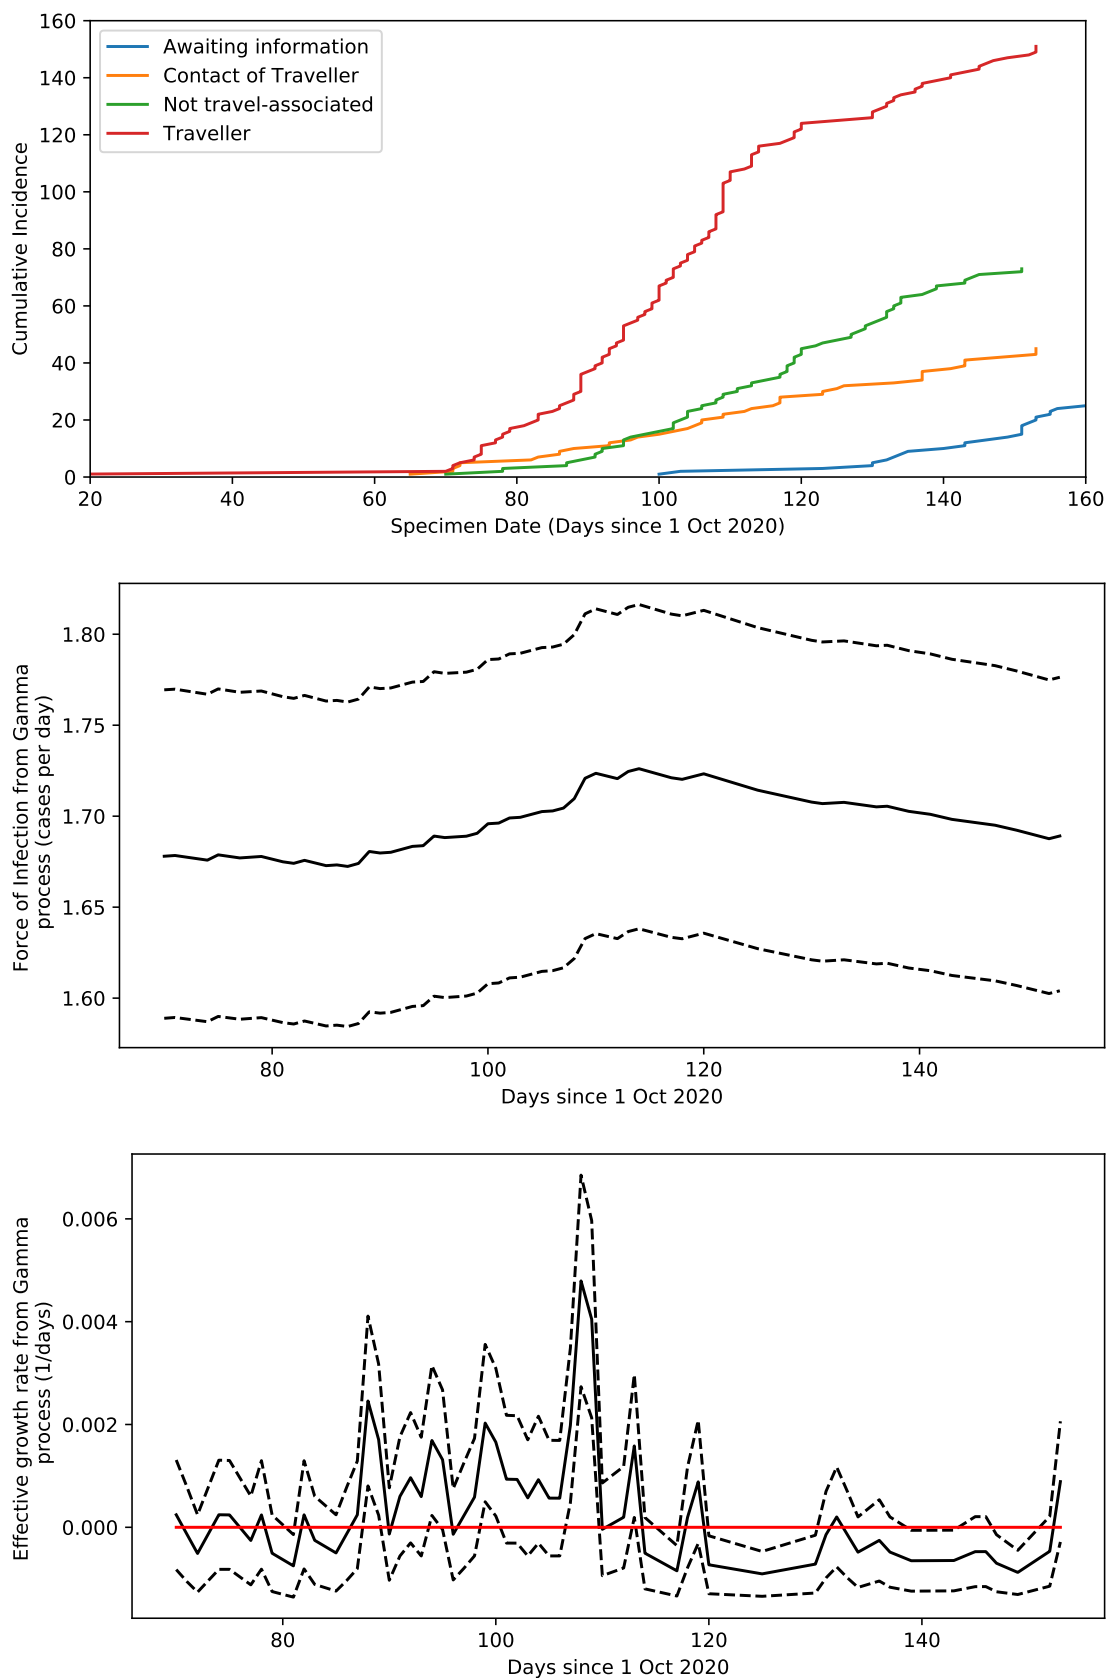 160
140
120
100
80
60
40
20
0
Cumulative Incidence
Awaiting information
Contact of Traveller
Not travel-associated
Traveller
20 40 60 80 100 120 140 160
Specimen Date (Days since 1 Oct 2020)
1.80
1.75
1.70
1.65
1.60
Force of Infection from Gamma
process (cases per day)
80 100 120 140
Days since 1 Oct 2020
0.006
0.004
0.002
0.000
Effective growth rate from Gamma
process (1/days)
80 100 120 140
Days since 1 Oct 2020